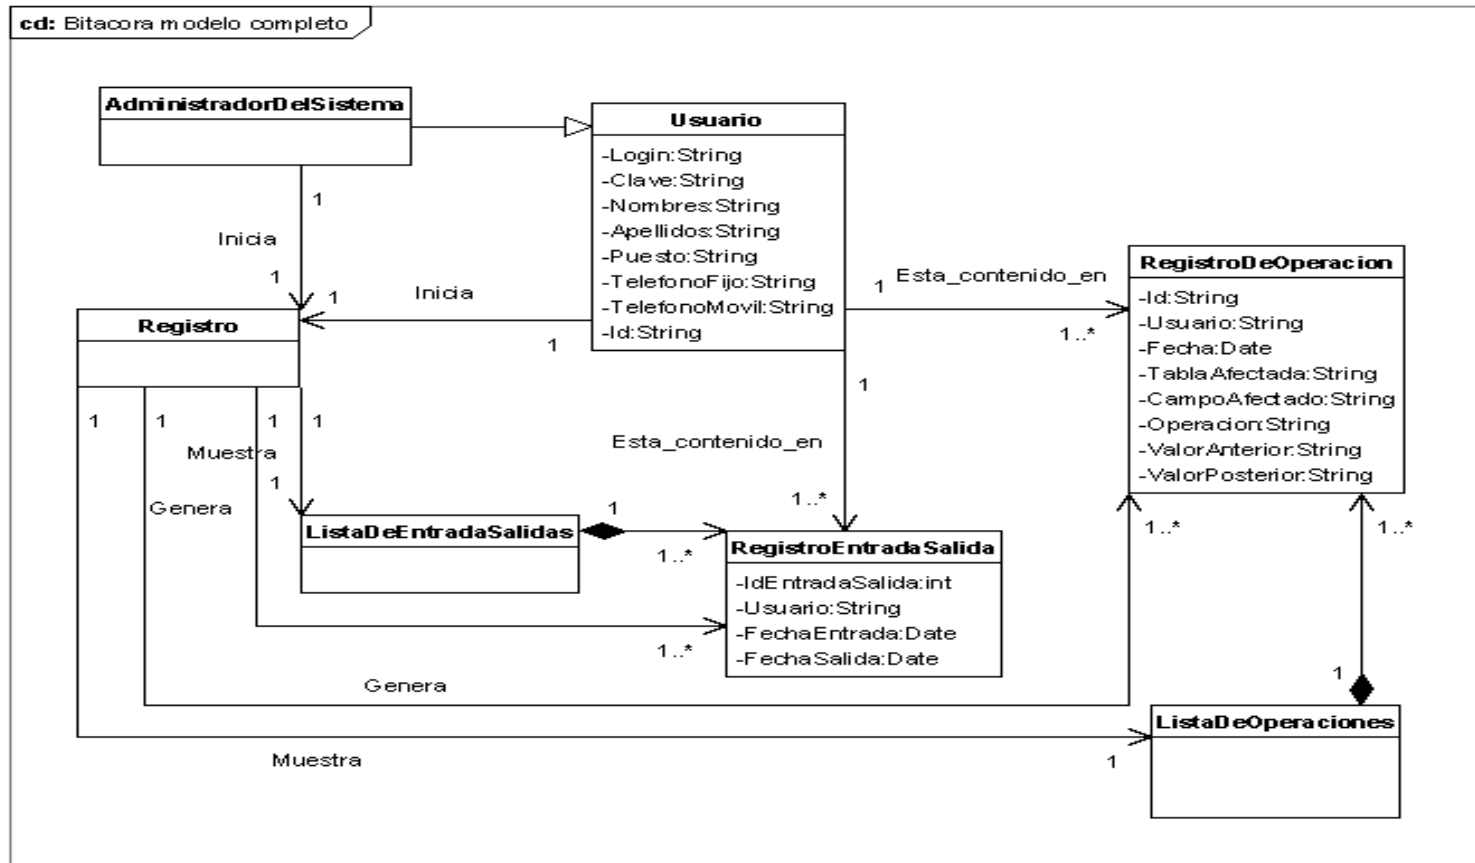 cd: Bitacora modelo completo
AdministradorDelSistema
Usuario
-Login:String
-Clave:String
-Nombres:String
-Apellidos:String
-Puesto:String
-TelefonoFijo:String
-TelefonoMovil:String
-Id:String
1
Inicia
1
1
Inicia
1
1
Esta_contenido_en
1..*
RegistroDeOperacion
-Id:String
-Usuario:String
-Fecha:Date
-TablaAfectada:String
-CampoAfectado:String
-Operacion:String
-ValorAnterior:String
-ValorPosterior:String
Registro
1
1
1
1
1
Muestra
Esta_contenido_en
1
1..*
Genera
1
1..*
1..*
ListaDeEntradaSalidas
1..*
RegistroEntradaSalida
-IdEntradaSalida:int
-Usuario:String
-FechaEntrada:Date
-FechaSalida:Date
1..*
Genera
1
ListaDeOperaciones
Muestra
1